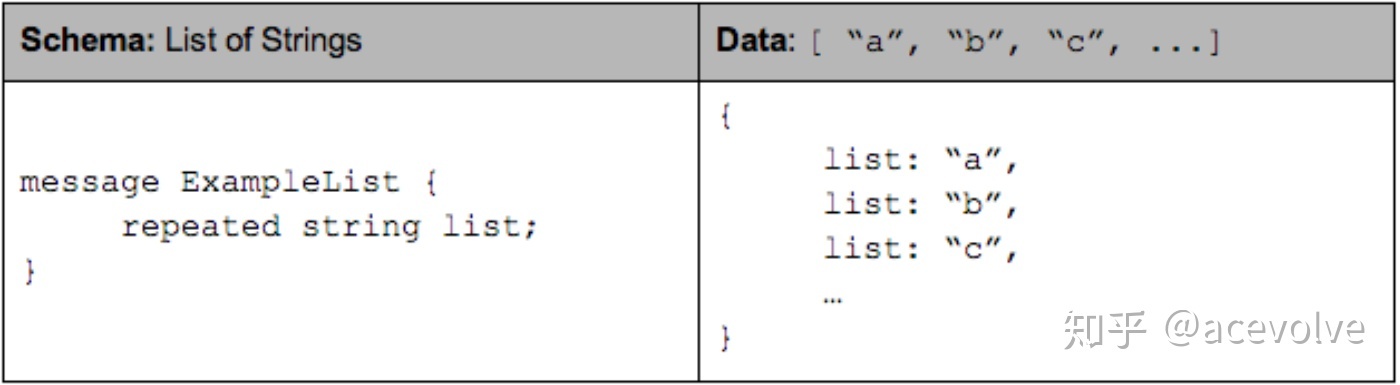 Schema: List of Strings
Data: [ “a”, “b”, “c”, ...]
message ExampleList {
repeated string list;
}
{
list: “a”,
list: “b”,
list: “c”,
…
}
知乎 @acevolve